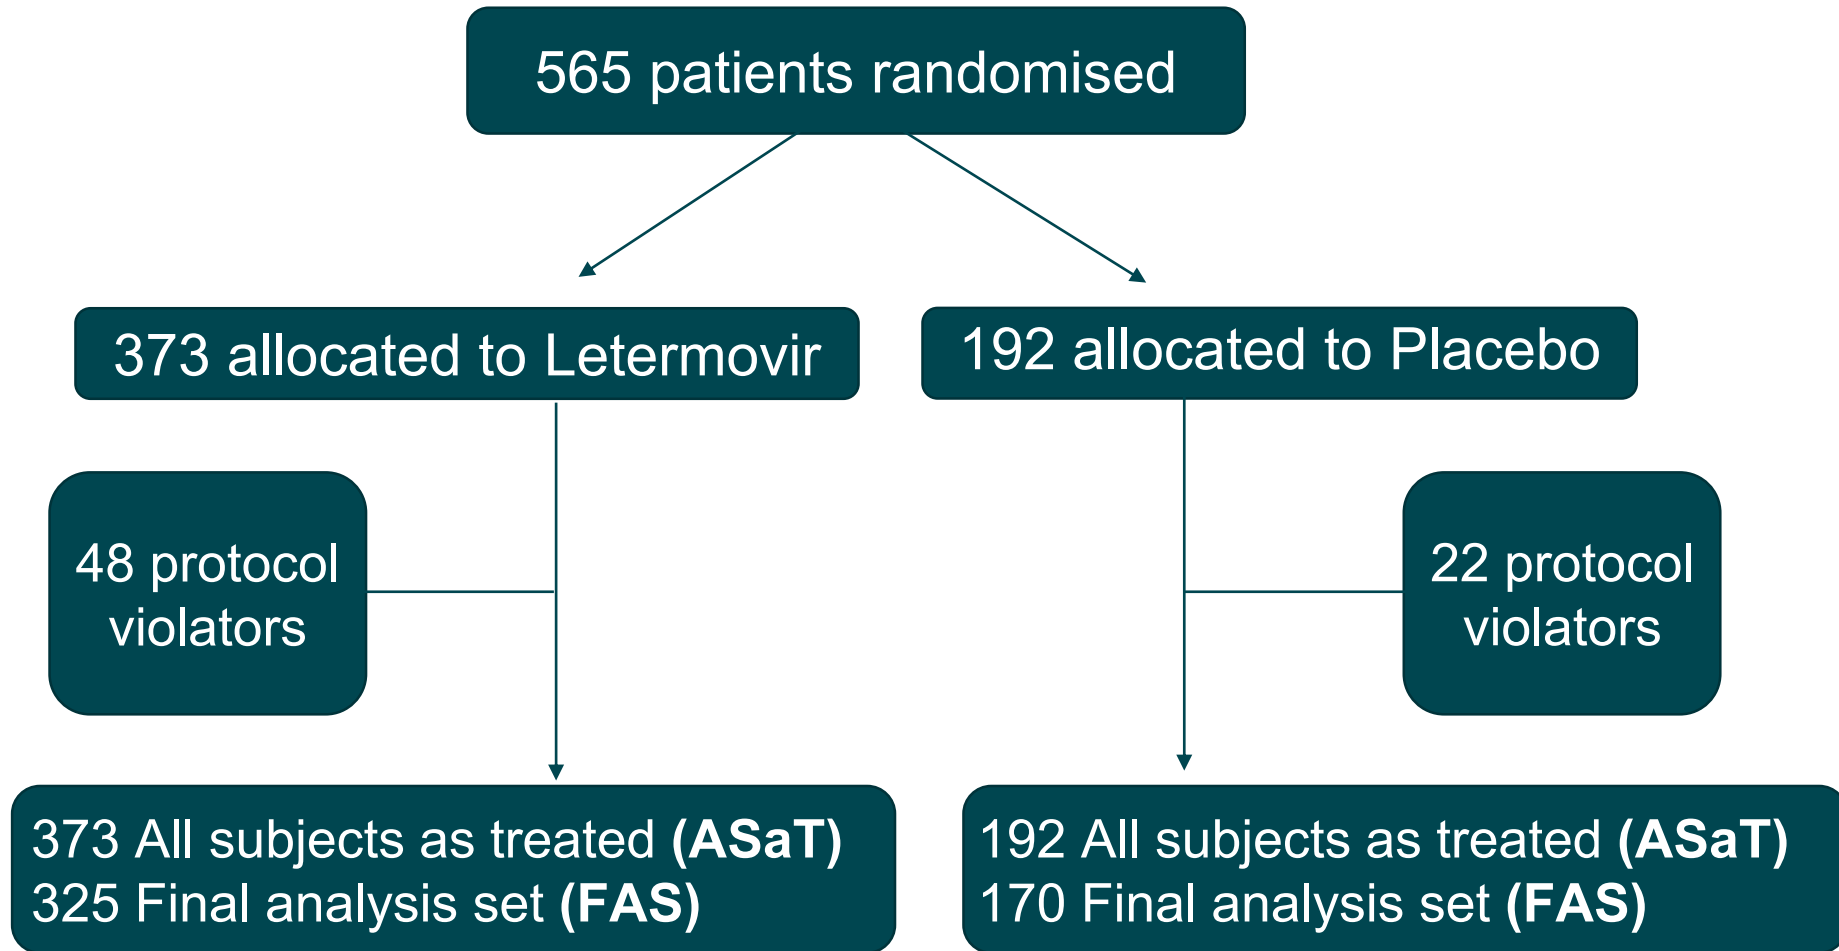 565 patients randomised
373 allocated to Letermovir
192 allocated to Placebo
48 protocol
violators
22 protocol
violators
373 All subjects as treated (ASaT)
325 Final analysis set (FAS)
192 All subjects as treated (ASaT)
170 Final analysis set (FAS)